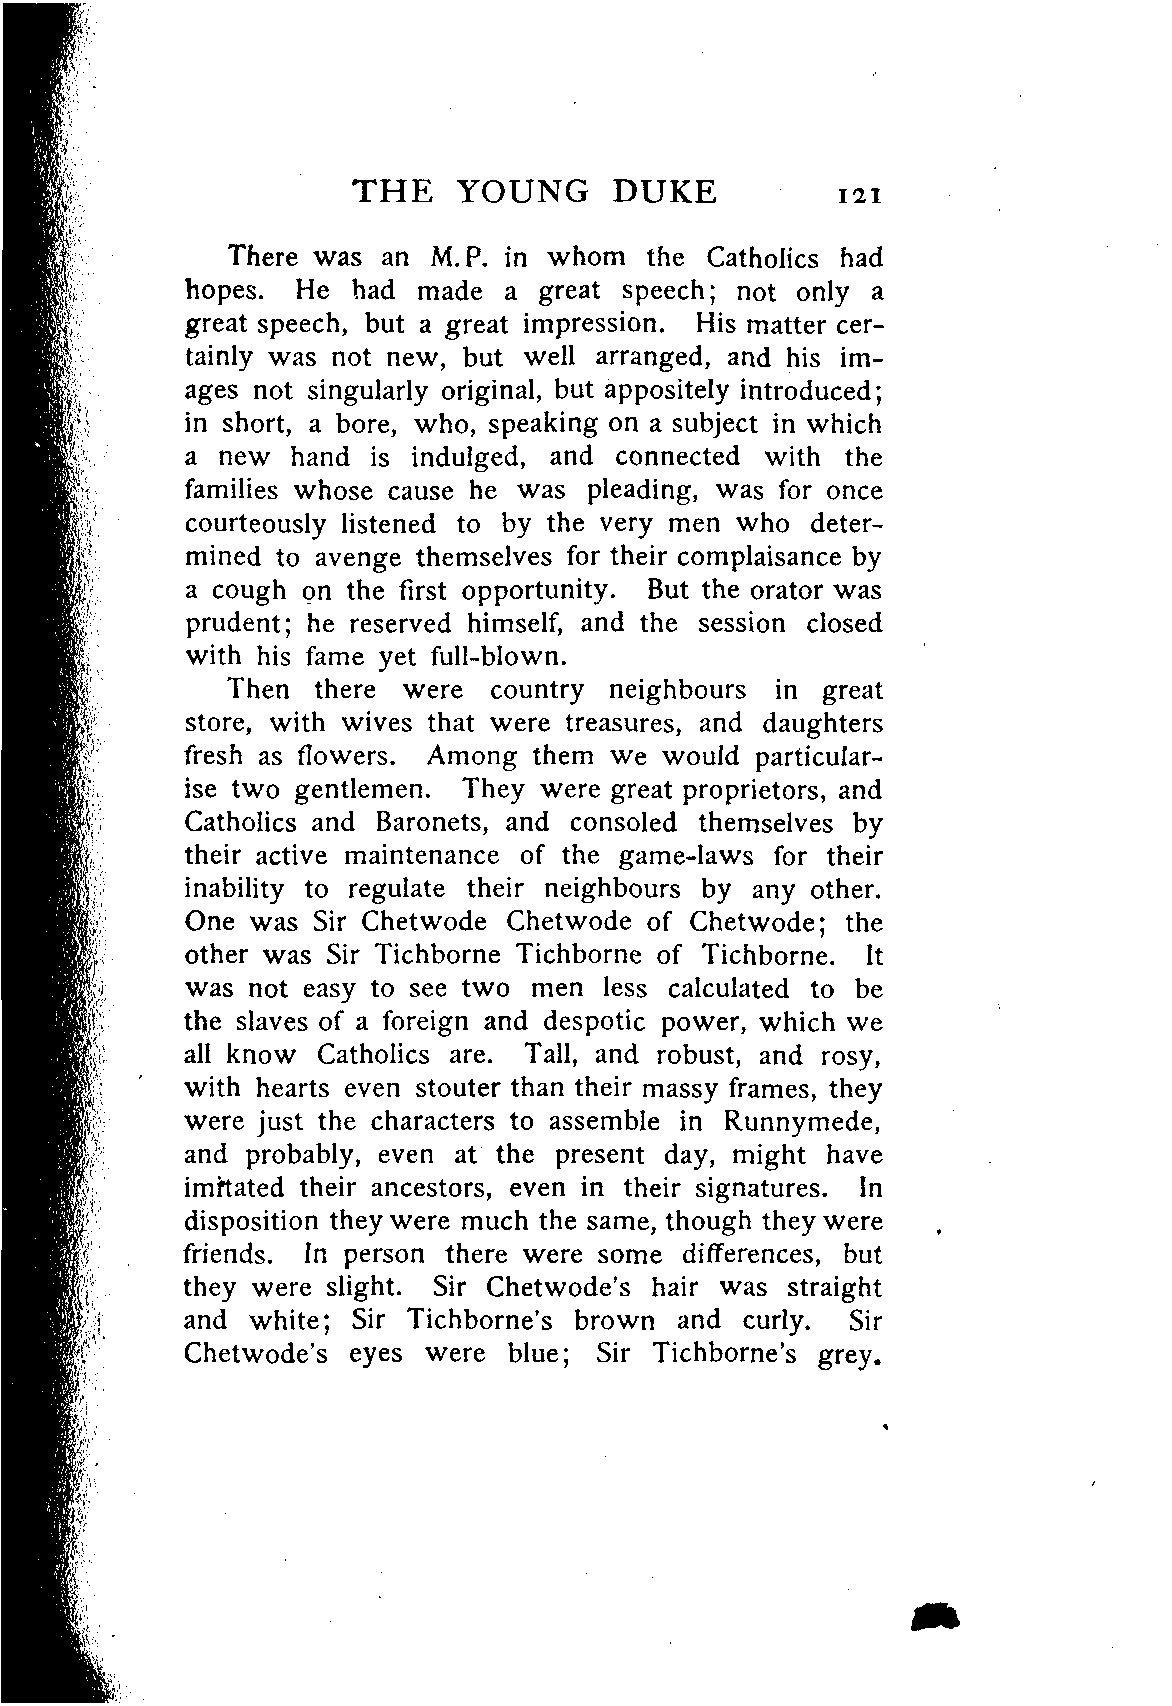 THE YOUNG DUKE 121
There was an M.P. in whom the Catholics had
hopes. He had made a great speech; not only a
great speech, but a great impression. His matter cer-
tainly was not new, but well arranged, and his im-
ages not singularly original, but appositely introduced;
in short, a bore, who, speaking on a subject in which
a new hand is indulged, and connected with the
families whose cause he was pleading, was for once
courteously listened to by the very men who deter-
mined to avenge themselves for their complaisance by
a cough on the first opportunity. But the orator was
prudent; he reserved himself, and the session closed
with his fame yet full-blown.
Then there were country neighbours in great
store, with wives that were treasures, and daughters
fresh as flowers. Among them we would particular-
ise two gentlemen. They were great proprietors, and
Catholics and Baronets, and consoled themselves by
their active maintenance of the game-laws for their
inability to regulate their neighbours by any other.
One was Sir Chetwode Chetwode of Chetwode; the
other was Sir Tichborne Tichborne of Tichborne. It
was not easy to see two men less calculated to be
the slaves of a foreign and despotic power, which we
all know Catholics are. Tall, and robust, and rosy,
with hearts even stouter than their massy frames, they
were just the characters to assemble in Runnymede,
and probably, even at the present day, might have
imitated their ancestors, even in their signatures. In
disposition they were much the same, though they were
friends. In person there were some differences, but
they were slight. Sir Chetwode's hair was straight
and white; Sir Tichborne's brown and curly. Sir
Chetwode's eyes were blue; Sir Tichborne's grey.